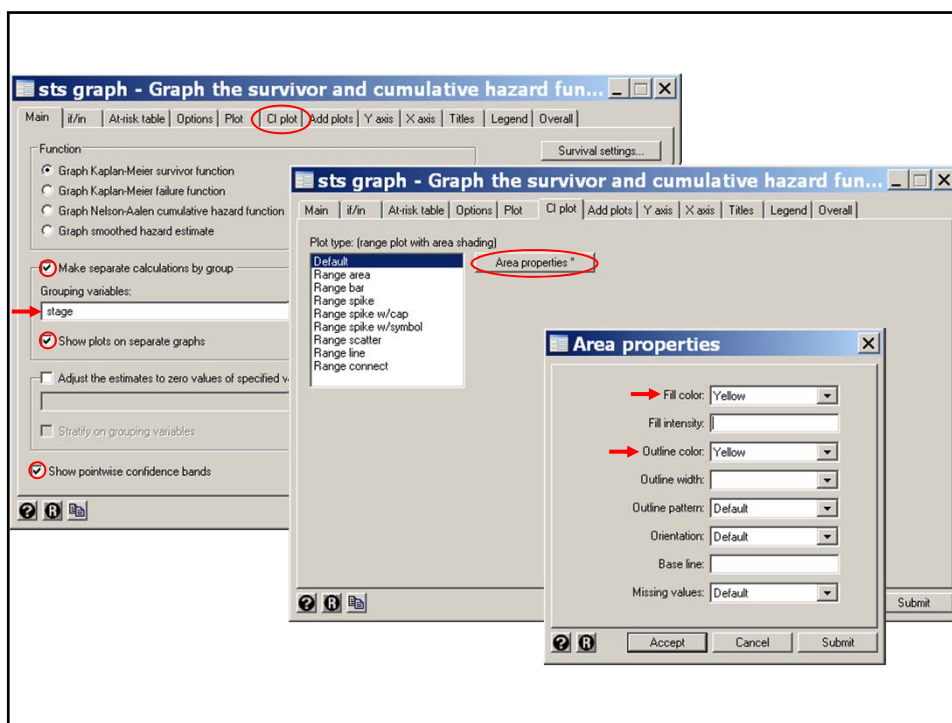 sts graph - Graph the survivor and cumulative hazard fun...
Main if/in At-risk table Options Plot CI plot Add plots Y axis X axis Titles Legend Overall
Function
Survival settings...
Graph Kaplan-Meier survivor function
Graph Kaplan-Meier failure function
Graph Nelson-Aalen cumulative hazard function
Graph smoothed hazard estimate
Make separate calculations by group
Grouping variables:
stage
Show plots on separate graphs
Adjust the estimates to zero values of specified v
Stratify on grouping variables
Show pointwise confidence bands
sts graph - Graph the survivor and cumulative hazard fun...
Main if/in At-risk table Options Plot CI plot Add plots Y axis X axis Titles Legend Overall
Plot type: (range plot with area shading)
Default
Range area
Range bar
Range spike
Range spike w/cap
Range spike w/symbol
Range scatter
Range line
Range connect
Area properties *
Submit
Area properties
Fill color: Yellow
Fill intensity:
Outline color: Yellow
Outline width:
Outline pattern: Default
Orientation: Default
Base line:
Missing values: Default
Accept Cancel Submit